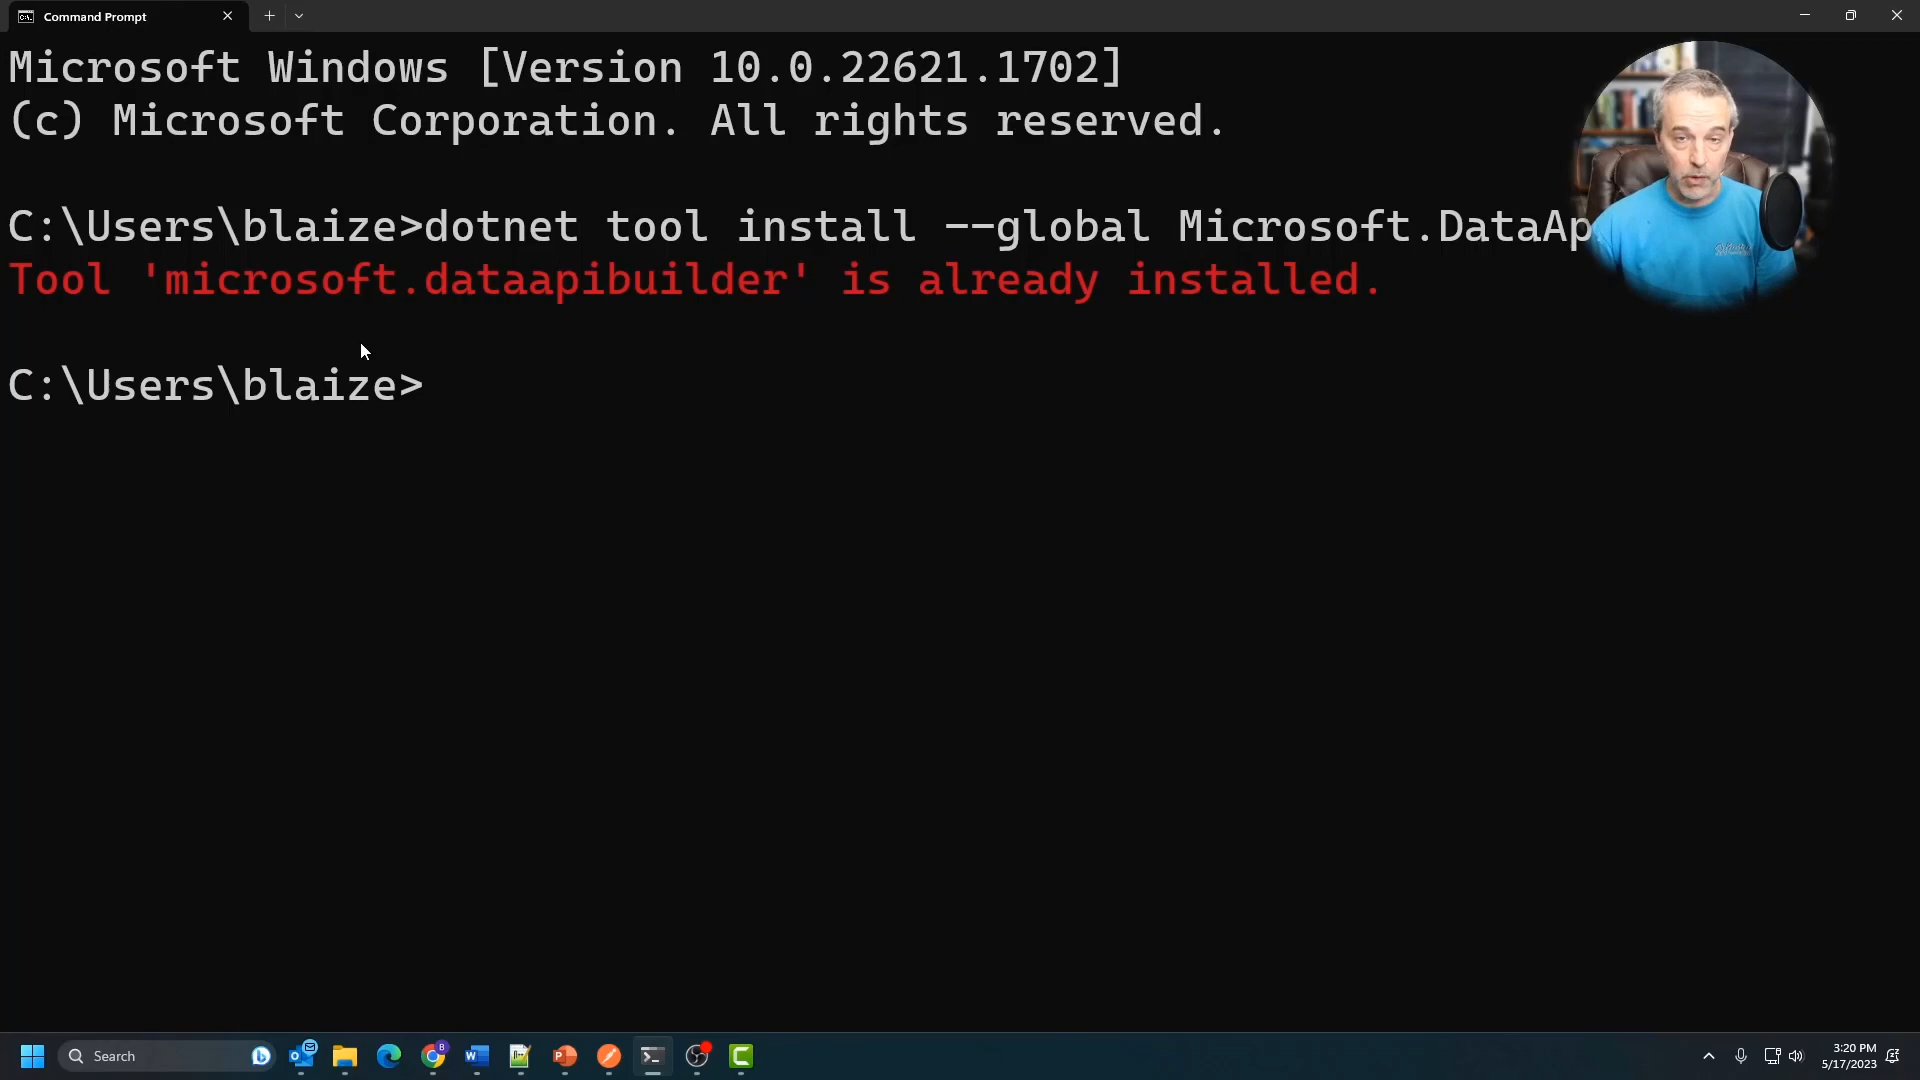 Command Prompt
Microsoft Windows [Version 10.0.22621.1702]
(c) Microsoft Corporation. All rights reserved.
C:\Users\blaize>dotnet tool install --global Microsoft.DataAp
Tool 'microsoft.dataapibuilder' is already installed.
C:\Users\blaize>
Search
3:20 PM
5/17/2023